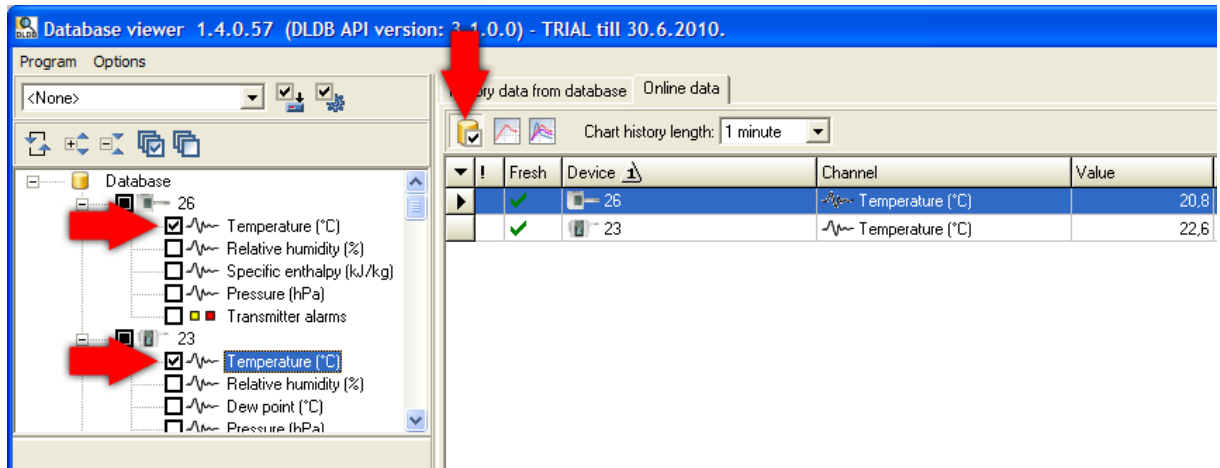 Database viewer 1.4.0.57 (DLDB API version: 3.1.0.0) - TRIAL till 30.6.2010.
Program Options
<None>
data from database Online data
Chart history length: 1 minute
! Fresh Device 1 Channel Value
26 Temperature (°C) 20,8
23 Temperature (°C) 22,6
Database
26
Temperature (°C)
Relative humidity (%)
Specific enthalpy (kJ/kg)
Pressure (hPa)
Transmitter alarms
23
Temperature (°C)
Relative humidity (%)
Dew point (°C)
Pressure (hPa)